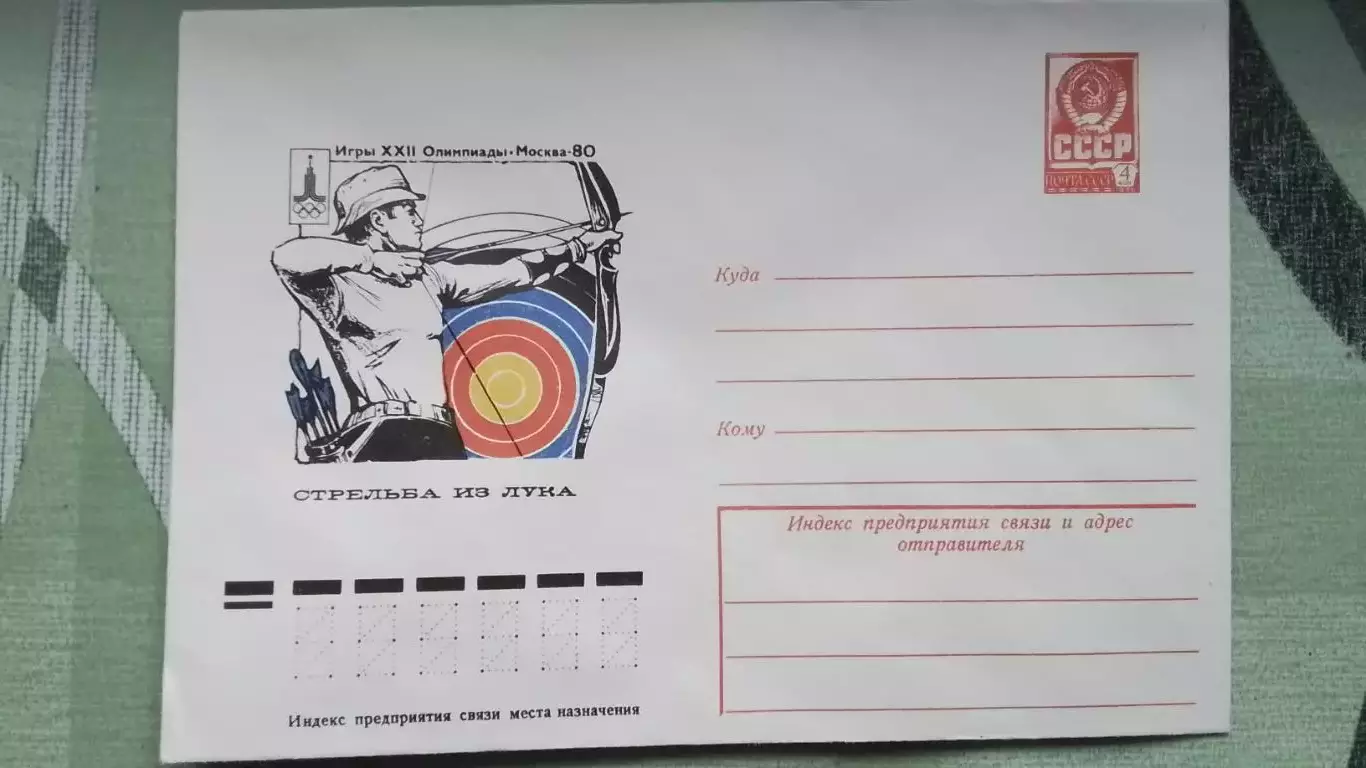 Игры XXII Олимпиады·Москва-80
СТРЕЛЬБА ИЗ ЛУКА
Индекс предприятия связи места назначения
СССР
ПОЧТА СССР 4
Куда
Кому
Индекс предприятия связи и адрес
отправителя